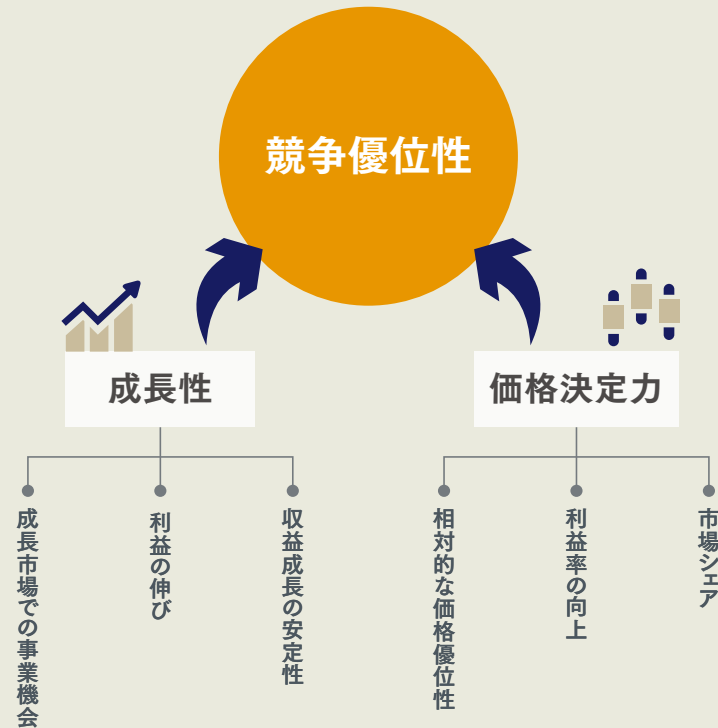 競争優位性
成長性
価格決定力
成長市場での事業機会
利益の伸び
収益成長の安定性
相対的な価格優位性
利益率の向上
市場シェア